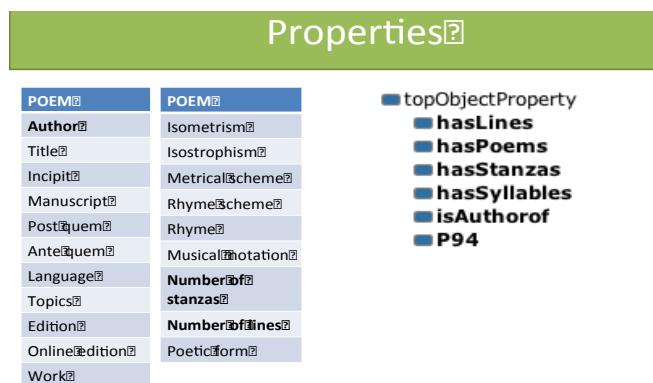 Properties
POEM
Author
Title
Incipit
Manuscript
Post quem
Ante quem
Language
Topics
Edition
Online edition
Work
POEM
Isometrism
Isostrophism
Metrical scheme
Rhyme scheme
Rhyme
Musical notation
Number of
stanzas
Number of lines
Poetic form
topObjectProperty
hasLines
hasPoems
hasStanzas
hasSyllables
isAuthorof
P94